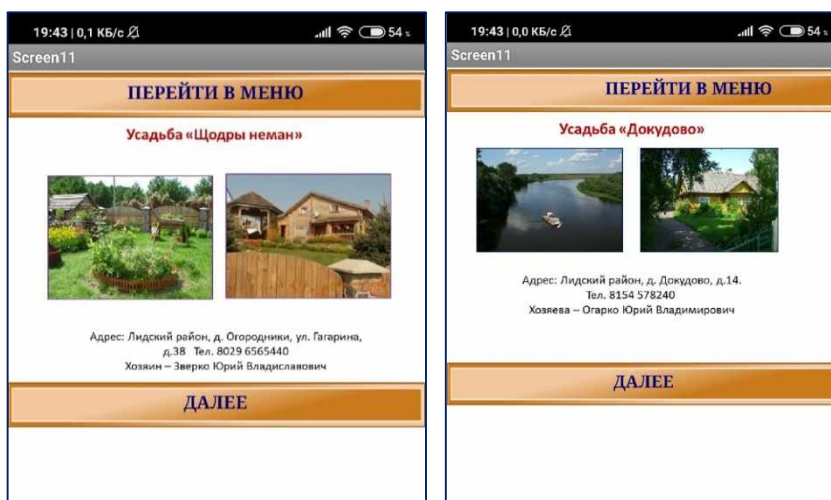 19:43 | 0,1 КБ/с
54
Screen11
ПЕРЕЙТИ В МЕНЮ
Усадьба «Щодры неман»
Адрес: Лидский район, д. Огородники, ул. Гагарина,
д.38 Тел. 8029 6565440
Хозяин – Зверко Юрий Владиславович
ДАЛЕЕ
19:43 | 0,0 КБ/с
54
Screen11
ПЕРЕЙТИ В МЕНЮ
Усадьба «Докудово»
Адрес: Лидский район, д. Докудово, д.14.
Тел. 8154 578240
Хозяева – Огарко Юрий Владимирович
ДАЛЕЕ